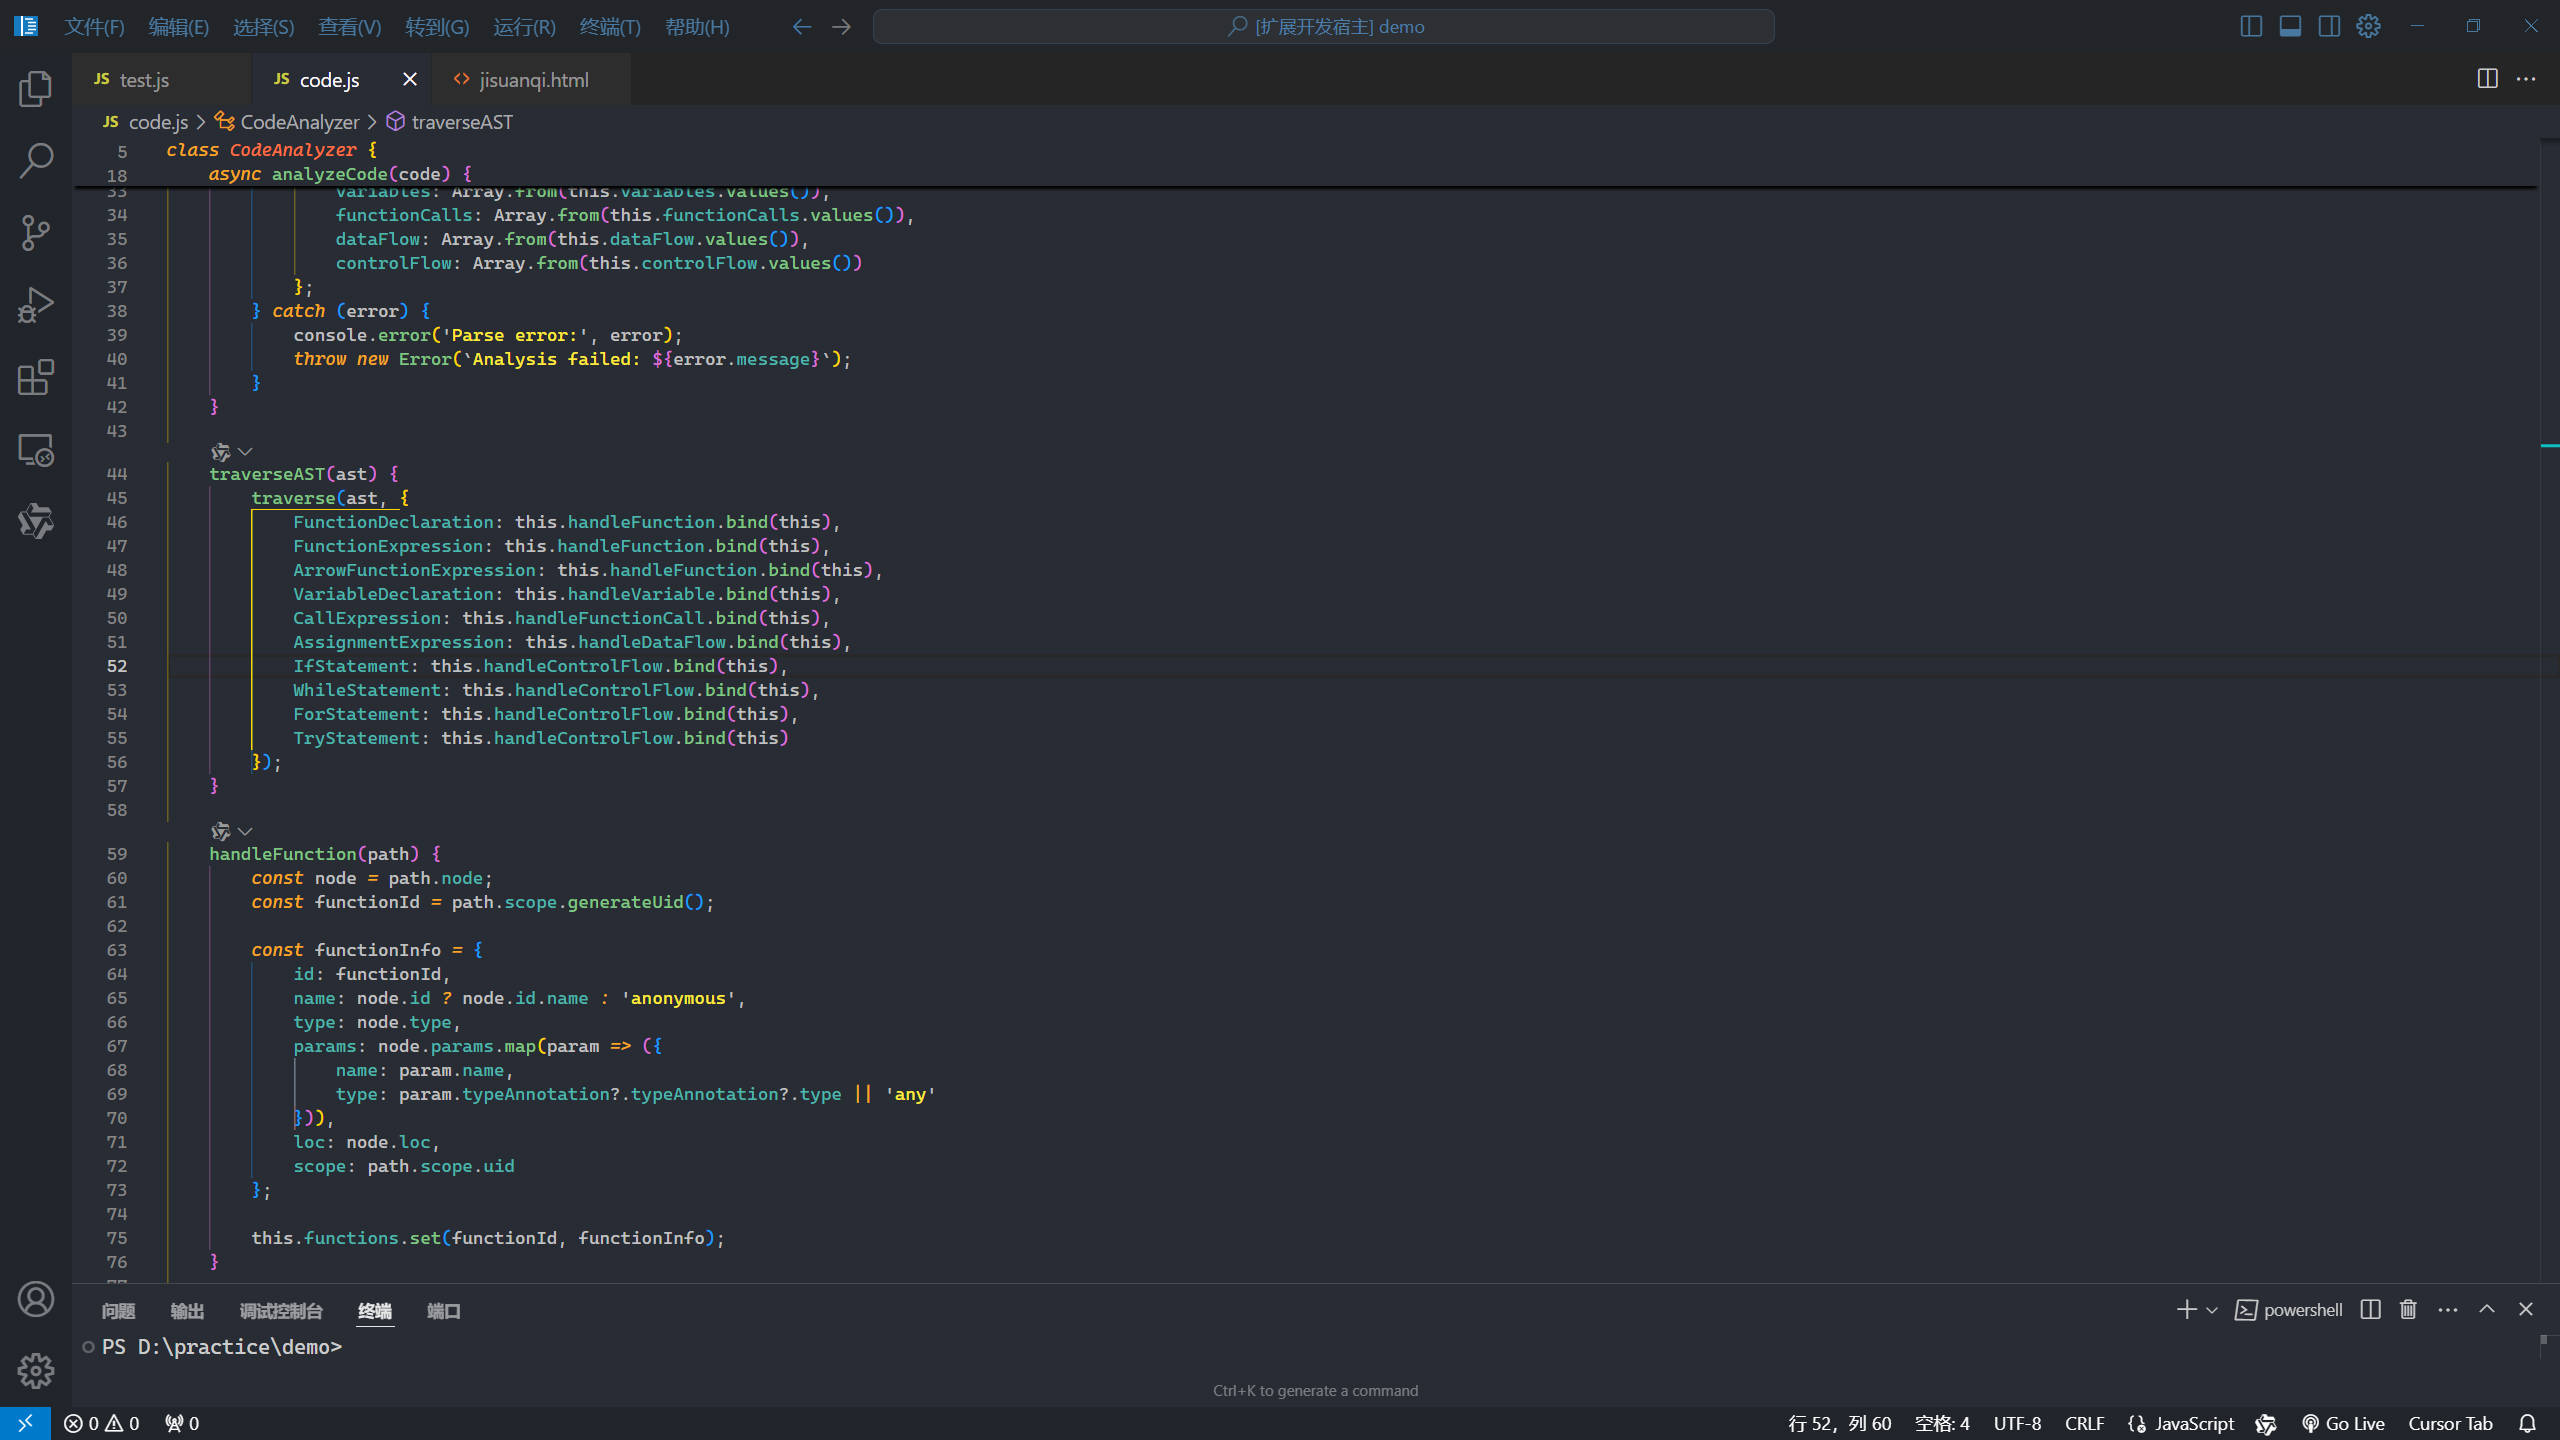 文件(F) 编辑(E) 选择(S) 查看(V) 转到(G) 运行(R) 终端(T) 帮助(H) [扩展开发宿主] demo
JS test.js JS code.js jisuanqi.html
JS code.js > CodeAnalyzer > traverseAST
5 class CodeAnalyzer {
18 async analyzeCode(code) {
33 variables: Array.from(this.variables.values()),
34 functionCalls: Array.from(this.functionCalls.values()),
35 dataFlow: Array.from(this.dataFlow.values()),
36 controlFlow: Array.from(this.controlFlow.values())
37 };
38 } catch (error) {
39 console.error('Parse error:', error);
40 throw new Error(`Analysis failed: ${error.message}`);
41 }
42 }
43
44 traverseAST(ast) {
45 traverse(ast, {
46 FunctionDeclaration: this.handleFunction.bind(this),
47 FunctionExpression: this.handleFunction.bind(this),
48 ArrowFunctionExpression: this.handleFunction.bind(this),
49 VariableDeclaration: this.handleVariable.bind(this),
50 CallExpression: this.handleFunctionCall.bind(this),
51 AssignmentExpression: this.handleDataFlow.bind(this),
52 IfStatement: this.handleControlFlow.bind(this),
53 WhileStatement: this.handleControlFlow.bind(this),
54 ForStatement: this.handleControlFlow.bind(this),
55 TryStatement: this.handleControlFlow.bind(this)
56 });
57 }
58
59 handleFunction(path) {
60 const node = path.node;
61 const functionId = path.scope.generateUid();
62
63 const functionInfo = {
64 id: functionId,
65 name: node.id ? node.id.name : 'anonymous',
66 type: node.type,
67 params: node.params.map(param => ({
68 name: param.name,
69 type: param.typeAnnotation?.typeAnnotation?.type || 'any'
70 })),
71 loc: node.loc,
72 scope: path.scope.uid
73 };
74
75 this.functions.set(functionId, functionInfo);
76 }
问题 输出 调试控制台 终端 端口 powershell
PS D:\practice\demo>
Ctrl+K to generate a command
0 0 0 行 52，列 60 空格: 4 UTF-8 CRLF JavaScript Go Live Cursor Tab